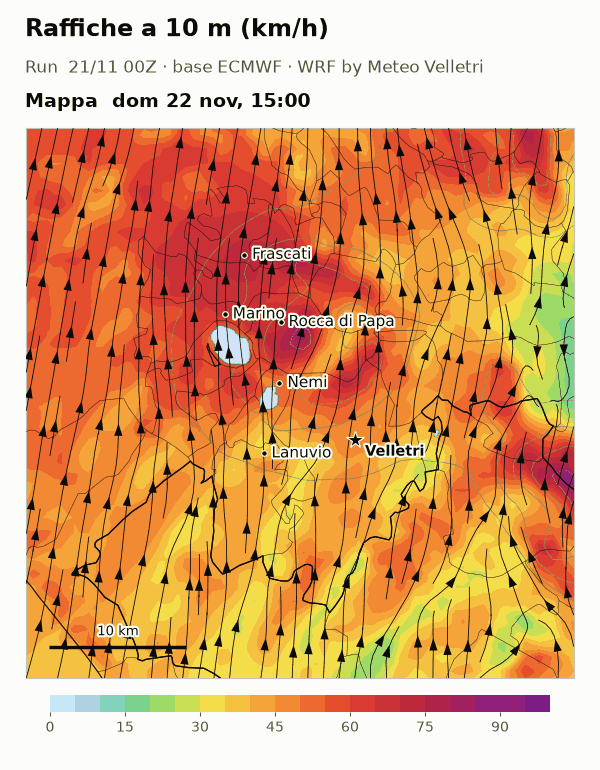 Raffiche a 10 m (km/h)
Run  21/11 00Z · base ECMWF · WRF by Meteo Velletri
Mappa  dom 22 nov, 15:00
Frascati
Marino
Rocca di Papa
Nemi
Velletri
Lanuvio
10 km
0 15 30 45 60 75 90